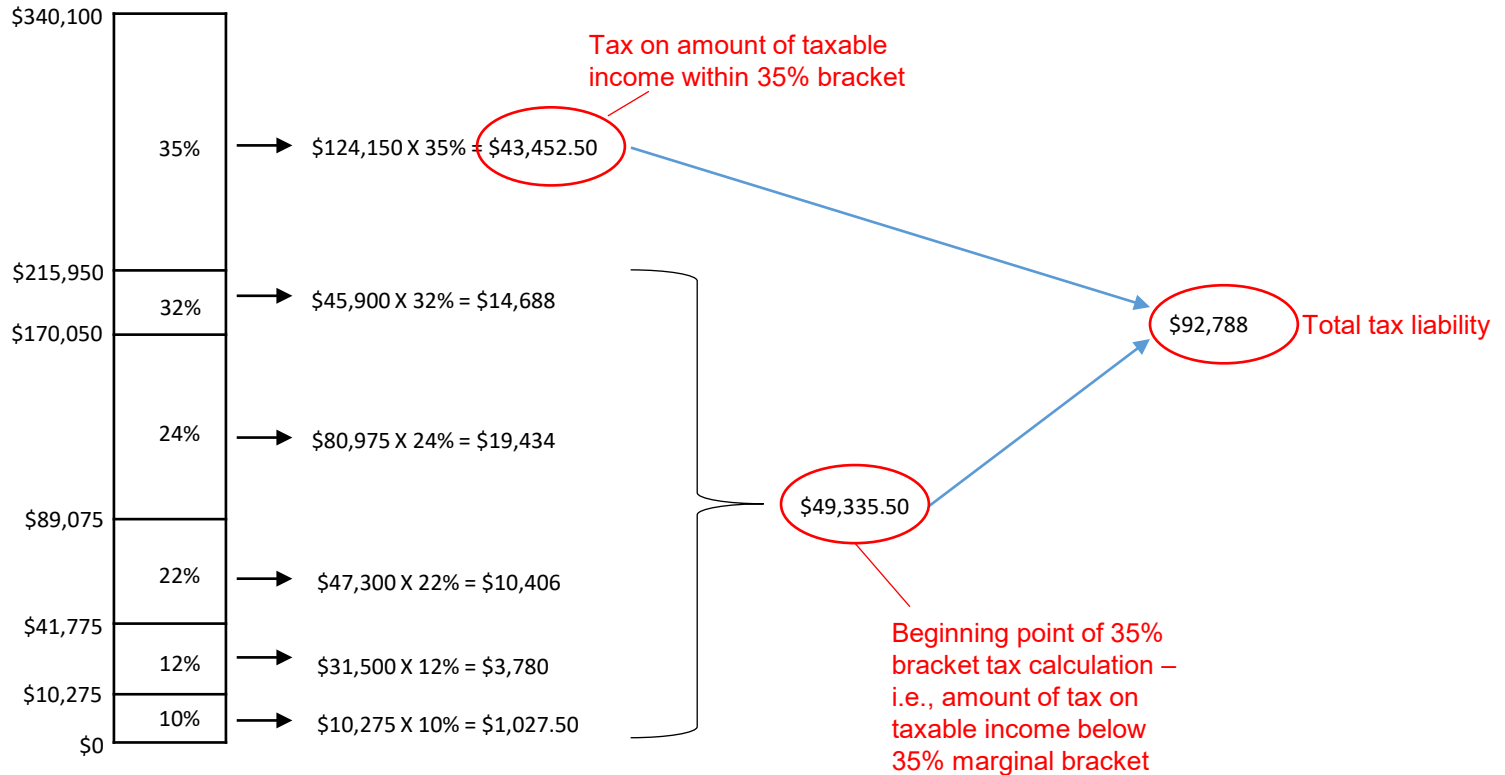 $340,100
Tax on amount of taxable
income within 35% bracket
35%
$124,150 X 35% = $43,452.50
$215,950
32%
$45,900 X 32% = $14,688
$170,050
$92,788
Total tax liability
24%
$80,975 X 24% = $19,434
$89,075
$49,335.50
22%
$47,300 X 22% = $10,406
$41,775
12%
$31,500 X 12% = $3,780
$10,275
10%
$10,275 X 10% = $1,027.50
$0
Beginning point of 35%
bracket tax calculation –
i.e., amount of tax on
taxable income below
35% marginal bracket